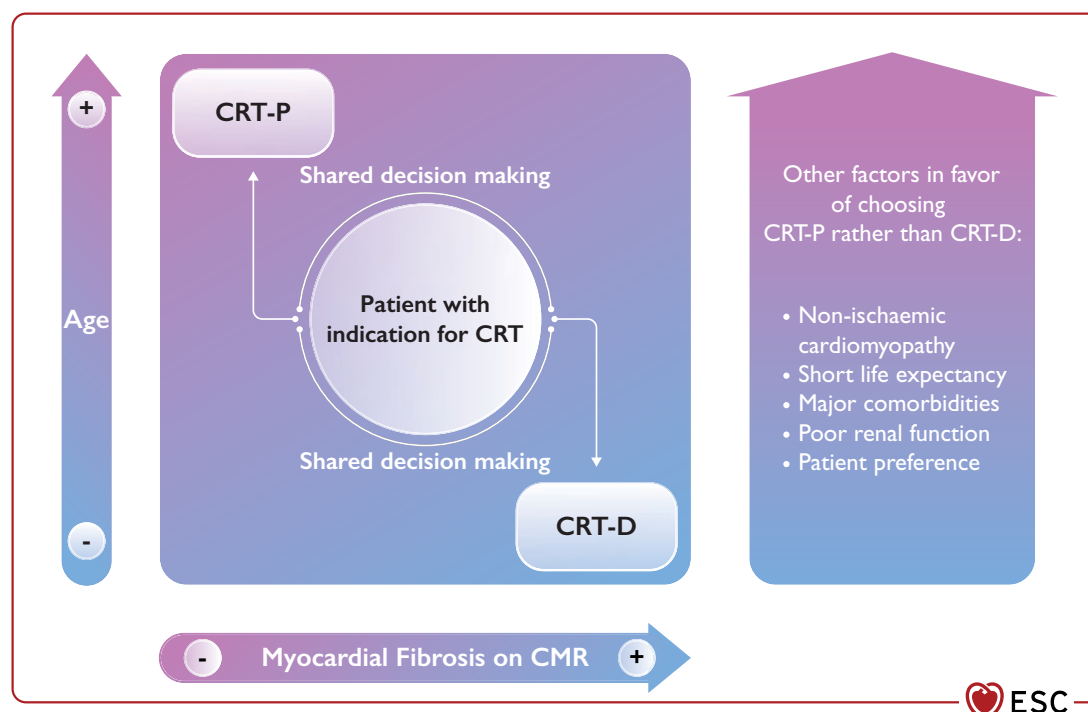 +
CRT-P
Shared decision making
Other factors in favor
of choosing
CRT-P rather than CRT-D:
Age
Patient with
indication for CRT
• Non-ischaemic
cardiomyopathy
• Short life expectancy
• Major comorbidities
• Poor renal function
• Patient preference
Shared decision making
CRT-D
-
- Myocardial Fibrosis on CMR +
ESC